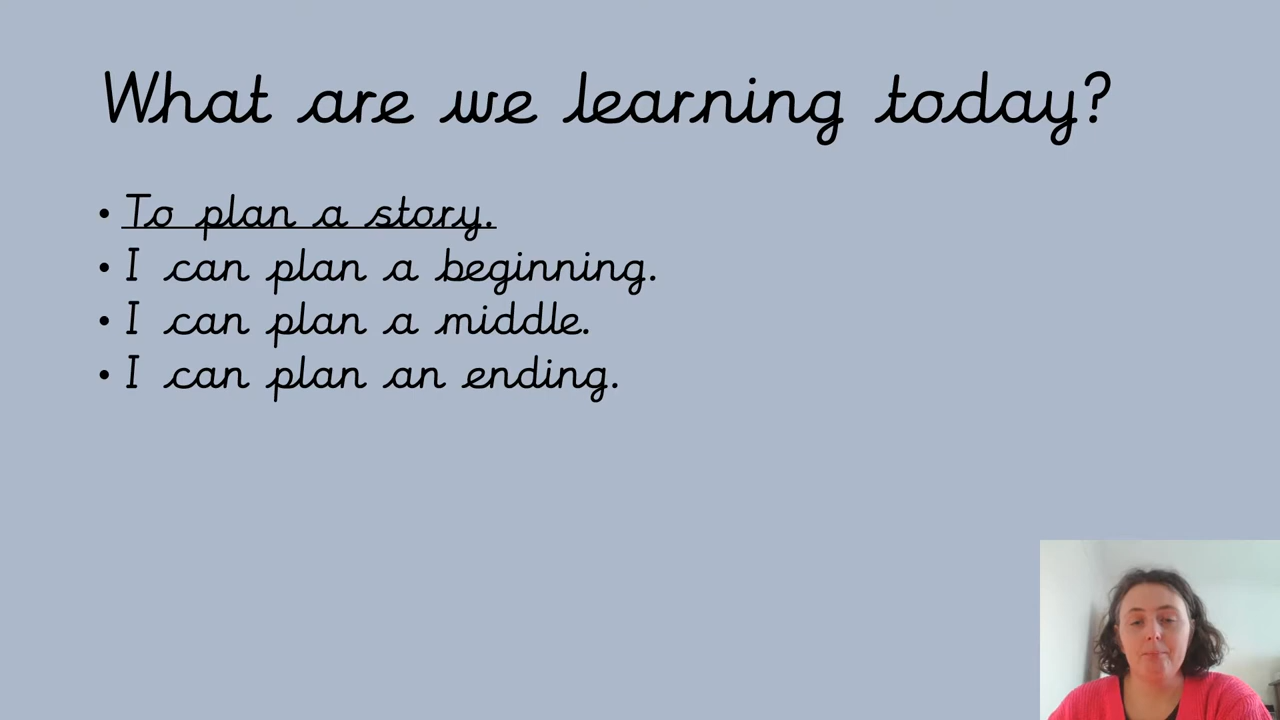 What are we learning today?
• To plan a story.
• I can plan a beginning.
• I can plan a middle.
• I can plan an ending.